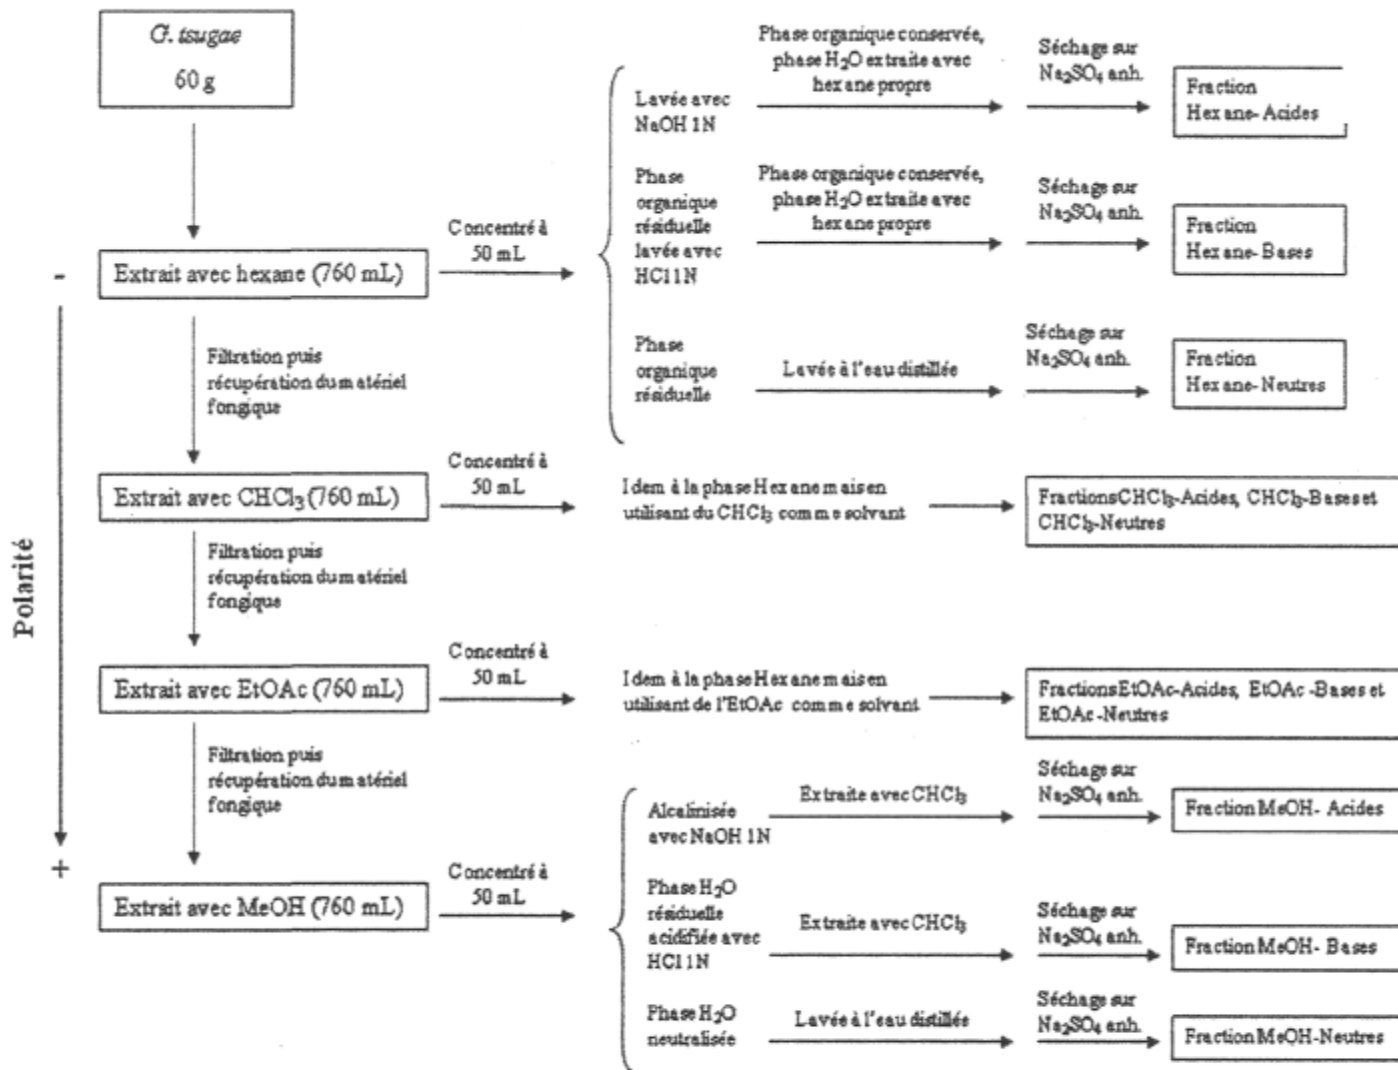 G. tsugae
60 g
Phase organique conservée,
phase H₂O extraite avec
hexane propre
Séchage sur
Na₂SO₄ anh.
Lavée avec
NaOH 1N
Fraction
Hexane-Acides
Phase
organique
résiduelle
lavée avec
HCl 1N
Phase organique conservée,
phase H₂O extraite avec
hexane propre
Séchage sur
Na₂SO₄ anh.
Fraction
Hexane-Bases
Concentré à
50 mL
-
Extrait avec hexane (760 mL)
Phase
organique
résiduelle
Lavée à l'eau distillée
Séchage sur
Na₂SO₄ anh.
Fraction
Hexane-Neutres
Filtration puis
récupération du matériel
fongique
Concentré à
50 mL
Extrait avec CHCl₃ (760 mL)
Idem à la phase Hexane mais en
utilisant du CHCl₃ comme solvant
Fractions CHCl₃-Acides, CHCl₃-Bases et
CHCl₃-Neutres
Polarité
Filtration puis
récupération du matériel
fongique
Concentré à
50 mL
Extrait avec EtOAc (760 mL)
Idem à la phase Hexane mais en
utilisant de l'EtOAc comme solvant
Fractions EtOAc-Acides, EtOAc-Bases et
EtOAc-Neutres
Filtration puis
récupération du matériel
fongique
Alcalinisée
avec NaOH 1N
Extraite avec CHCl₃
Séchage sur
Na₂SO₄ anh.
Fraction MeOH- Acides
+
Concentré à
50 mL
Extrait avec MeOH (760 mL)
Phase H₂O
résiduelle
acidifiée avec
HCl 1N
Extraite avec CHCl₃
Séchage sur
Na₂SO₄ anh.
Fraction MeOH- Bases
Phase H₂O
neutralisée
Lavée à l'eau distillée
Séchage sur
Na₂SO₄ anh.
Fraction MeOH-Neutres